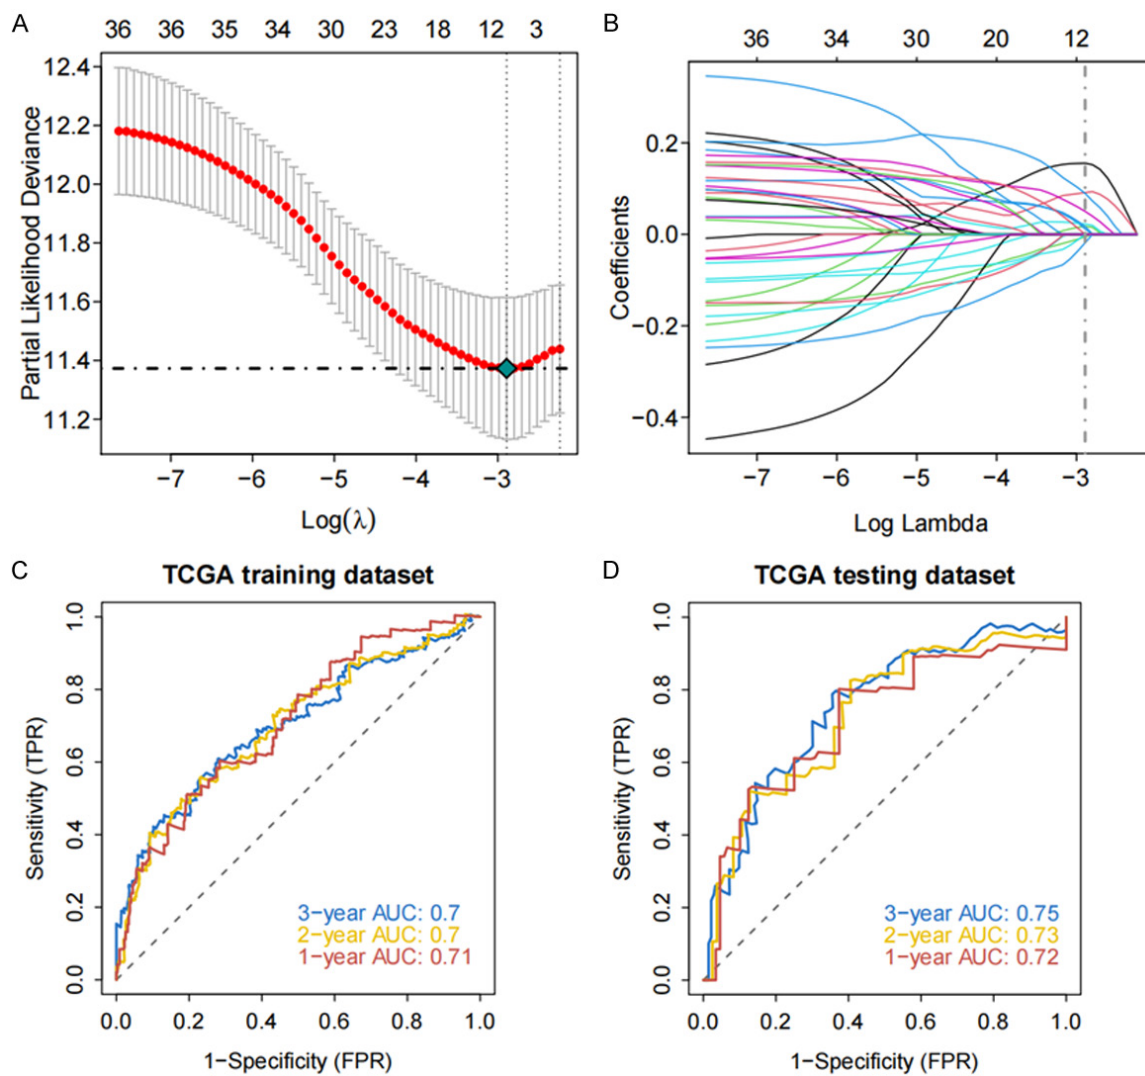 A
36 36 35 34 30 23 18 12 3
12.4
12.2
12.0
11.8
11.6
11.4
11.2
Partial Likelihood Deviance
−7 −6 −5 −4 −3
Log(λ)
B
36 34 30 20 12
0.2
0.0
−0.2
−0.4
Coefficients
−7 −6 −5 −4 −3
Log Lambda
C
TCGA training dataset
1.0
0.8
0.6
0.4
0.2
0.0
Sensitivity (TPR)
3−year AUC: 0.7
2−year AUC: 0.7
1−year AUC: 0.71
0.0 0.2 0.4 0.6 0.8 1.0
1−Specificity (FPR)
D
TCGA testing dataset
1.0
0.8
0.6
0.4
0.2
0.0
Sensitivity (TPR)
3−year AUC: 0.75
2−year AUC: 0.73
1−year AUC: 0.72
0.0 0.2 0.4 0.6 0.8 1.0
1−Specificity (FPR)